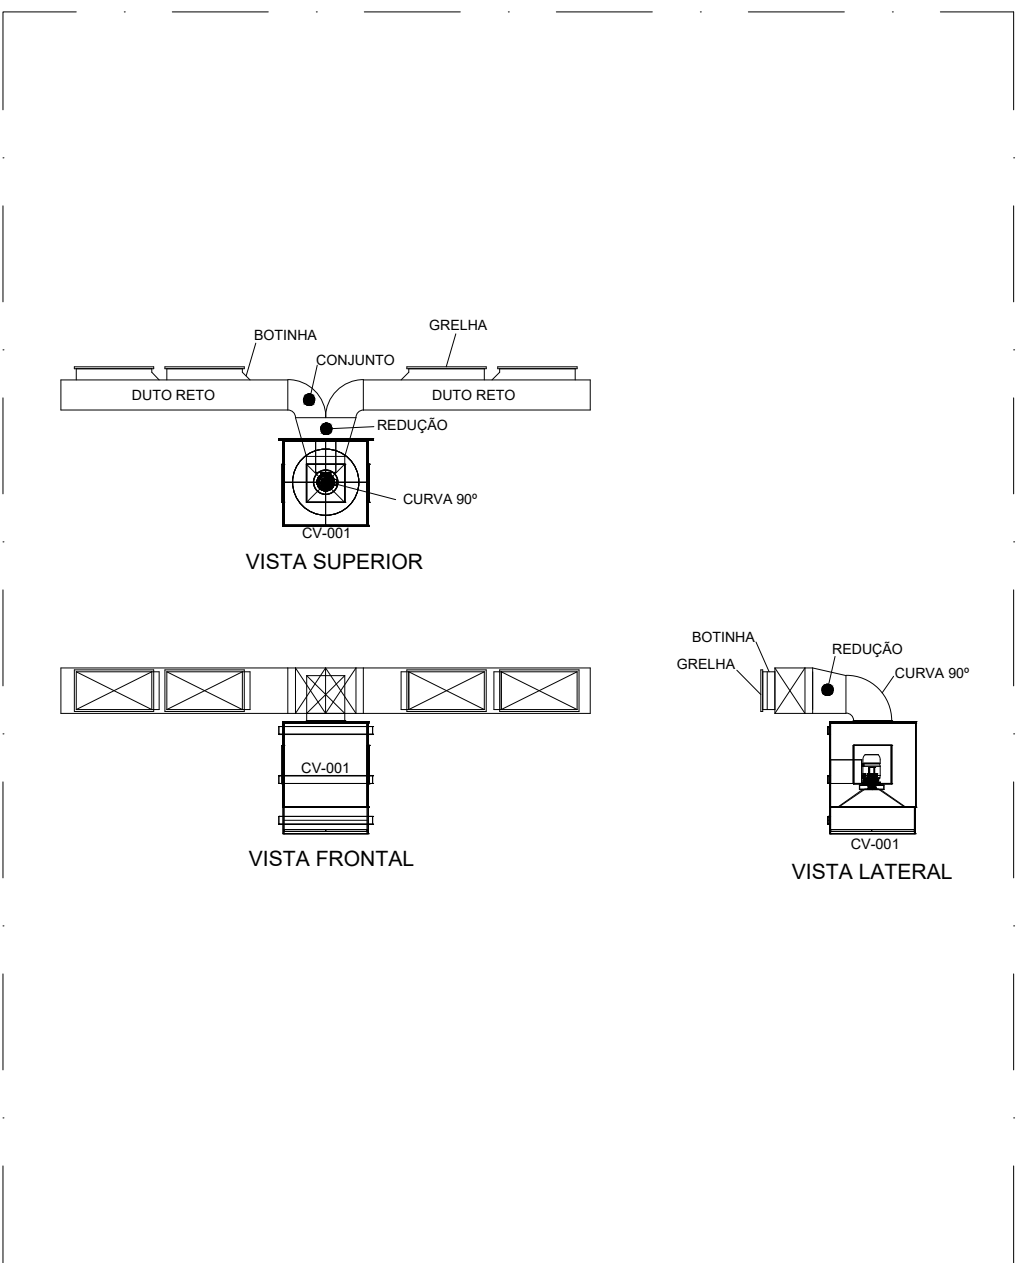 GRELHA
BOTINHA
CONJUNTO
DUTO RETO
DUTO RETO
REDUÇÃO
CURVA 90º
CV-001
VISTA SUPERIOR
BOTINHA
REDUÇÃO
GRELHA
CURVA 90º
CV-001
VISTA FRONTAL
CV-001
VISTA LATERAL